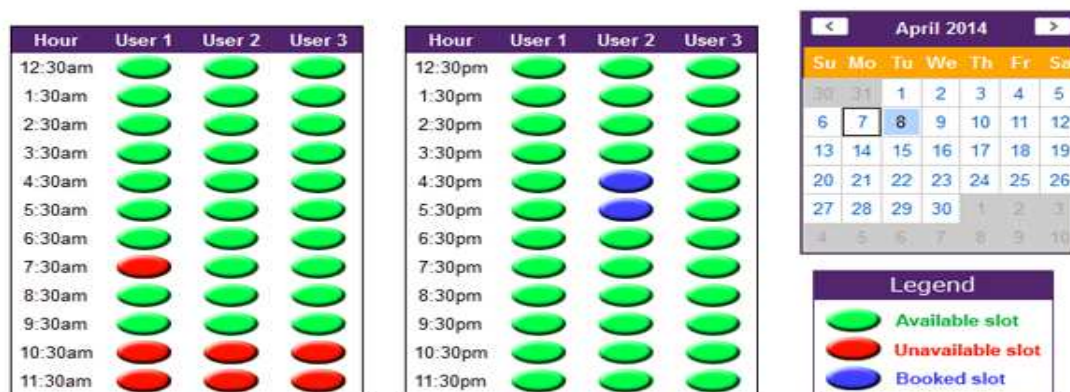 Hour User 1 User 2 User 3
12:30am
1:30am
2:30am
3:30am
4:30am
5:30am
6:30am
7:30am
8:30am
9:30am
10:30am
11:30am
Hour User 1 User 2 User 3
12:30pm
1:30pm
2:30pm
3:30pm
4:30pm
5:30pm
6:30pm
7:30pm
8:30pm
9:30pm
10:30pm
11:30pm
< April 2014 >
Su Mo Tu We Th Fr Sa
30 31 1 2 3 4 5
6 7 8 9 10 11 12
13 14 15 16 17 18 19
20 21 22 23 24 25 26
27 28 29 30 1 2 3
4 5 6 7 8 9 10
Legend
Available slot
Unavailable slot
Booked slot